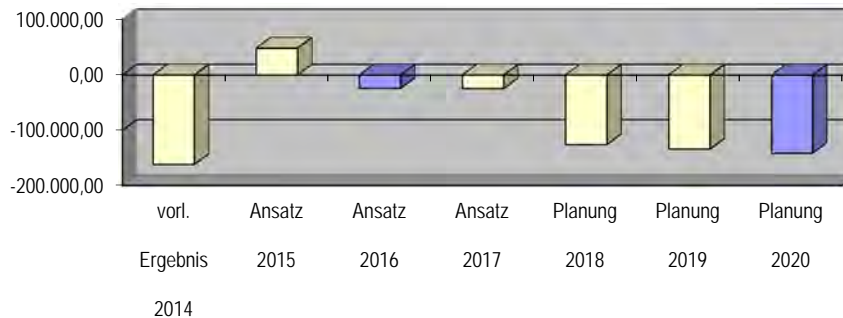 100.000,00
0,00
-100.000,00
-200.000,00
vorl. Ergebnis 2014
Ansatz 2015
Ansatz 2016
Ansatz 2017
Planung 2018
Planung 2019
Planung 2020